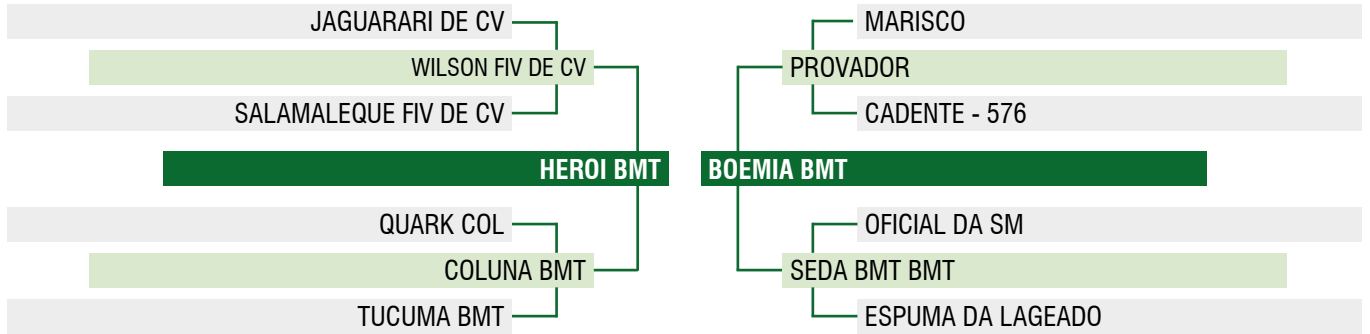 JAGUARARI DE CV
WILSON FIV DE CV
SALAMALEQUE FIV DE CV
HEROI BMT
QUARK COL
COLUNA BMT
TUCUMA BMT
MARISCO
PROVADOR
CADENTE - 576
BOEMIA BMT
OFICIAL DA SM
SEDA BMT BMT
ESPUMA DA LAGEADO